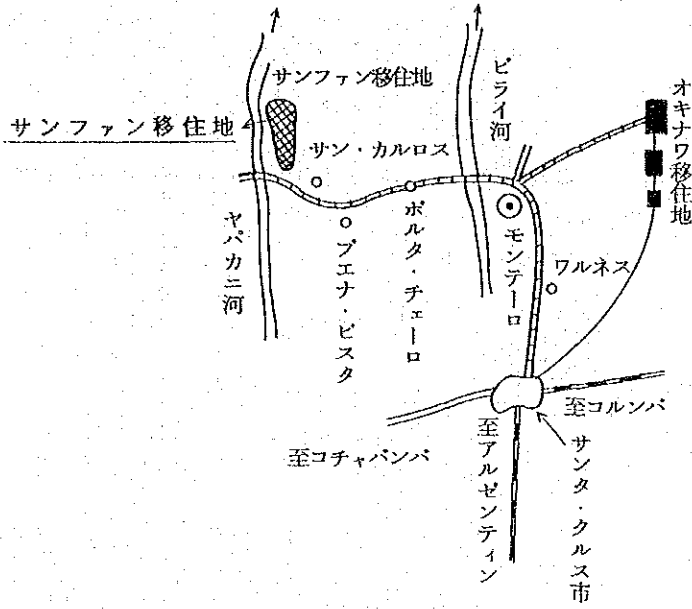 サンファン移住地
サンファン移住地
サン・カルロス
ピライ河
オキナワ移住地
ヤパカニ河
ブエナ・ビスタ
ポルタ・チェーロ
モンテーロ
ワルネス
至コチャバンバ
至アルゼンティン
至コルンバ
サンタ・クルス市